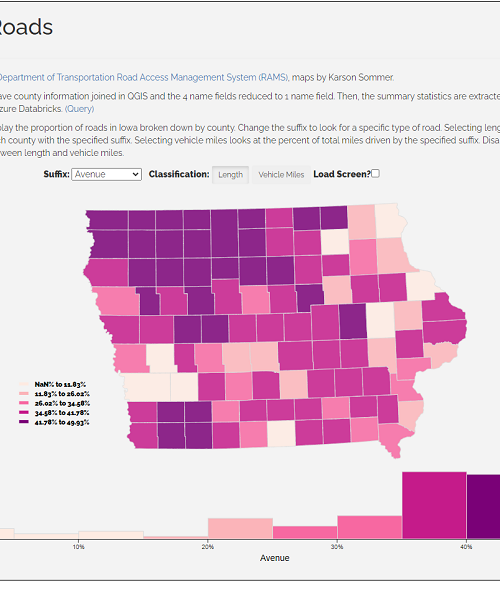 Roads
Department of Transportation Road Access Management System (RAMS), maps by Karson Sommer.
ave county information joined in QGIS and the 4 name fields reduced to 1 name field. Then, the summary statistics are extracte
zure Databricks. (Query)
play the proportion of roads in Iowa broken down by county. Change the suffix to look for a specific type of road. Selecting leng
ch county with the specified suffix. Selecting vehicle miles looks at the percent of total miles driven by the specified suffix. Disa
tween length and vehicle miles.
Suffix: Avenue Classification: Length Vehicle Miles Load Screen?
NaN% to 11.83%
11.83% to 26.02%
26.02% to 34.58%
34.58% to 41.78%
41.78% to 49.93%
10% 20% 30% 40%
Avenue